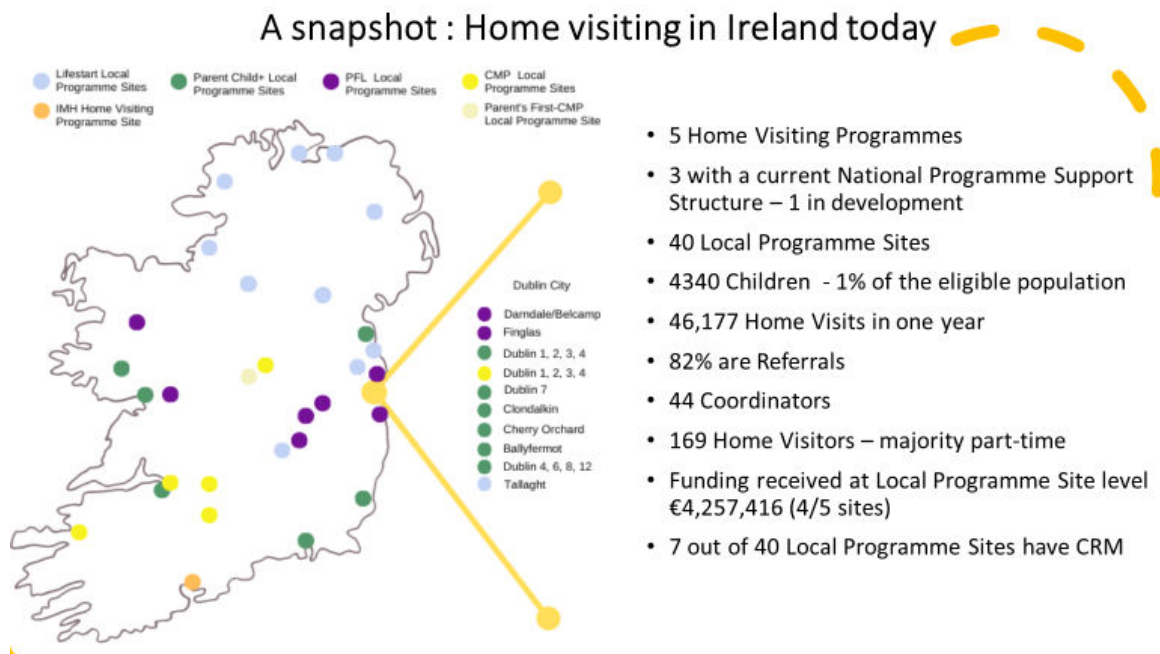 A snapshot : Home visiting in Ireland today
Lifestart Local
Programme Sites
Parent Child+ Local
Programme Sites
PFL Local
Programme Sites
CMP Local
Programme Sites
IMH Home Visiting
Programme Site
Parent's First-CMP
Local Programme Site
Dublin City
Darndale/Belcamp
Finglas
Dublin 1, 2, 3, 4
Dublin 1, 2, 3, 4
Dublin 7
Clondalkin
Cherry Orchard
Ballyfermot
Dublin 4, 6, 8, 12
Tallaght
• 5 Home Visiting Programmes
• 3 with a current National Programme Support
Structure – 1 in development
• 40 Local Programme Sites
• 4340 Children - 1% of the eligible population
• 46,177 Home Visits in one year
• 82% are Referrals
• 44 Coordinators
• 169 Home Visitors – majority part-time
• Funding received at Local Programme Site level
€4,257,416 (4/5 sites)
• 7 out of 40 Local Programme Sites have CRM